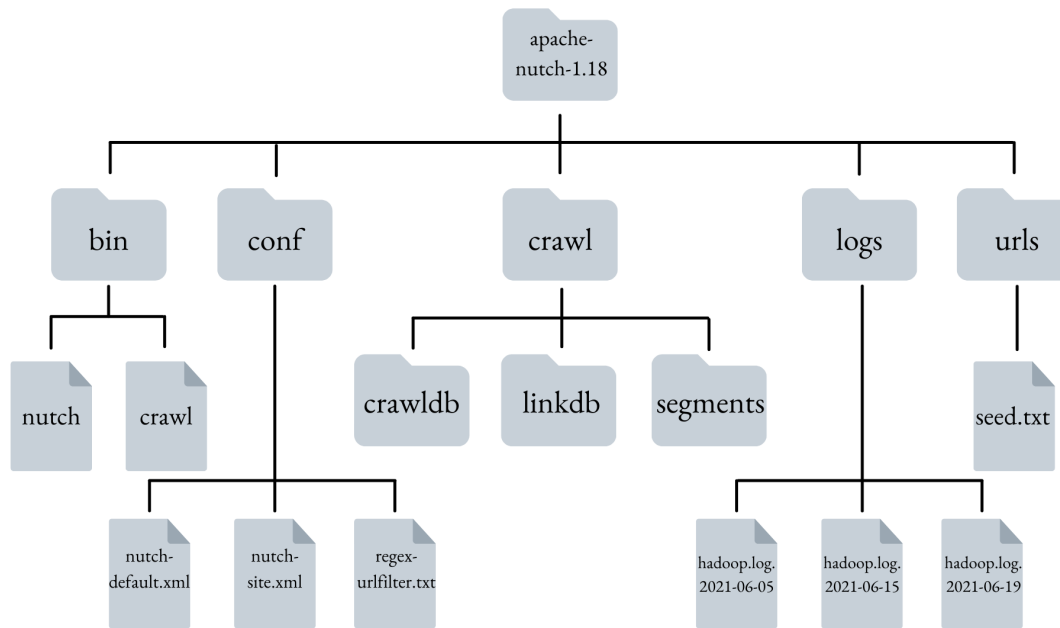 apache-
nutch-1.18
bin
conf
crawl
logs
urls
nutch
crawl
crawldb
linkdb
segments
seed.txt
nutch-
default.xml
nutch-
site.xml
regex-
urlfilter.txt
hadoop.log.
2021-06-05
hadoop.log.
2021-06-15
hadoop.log.
2021-06-19